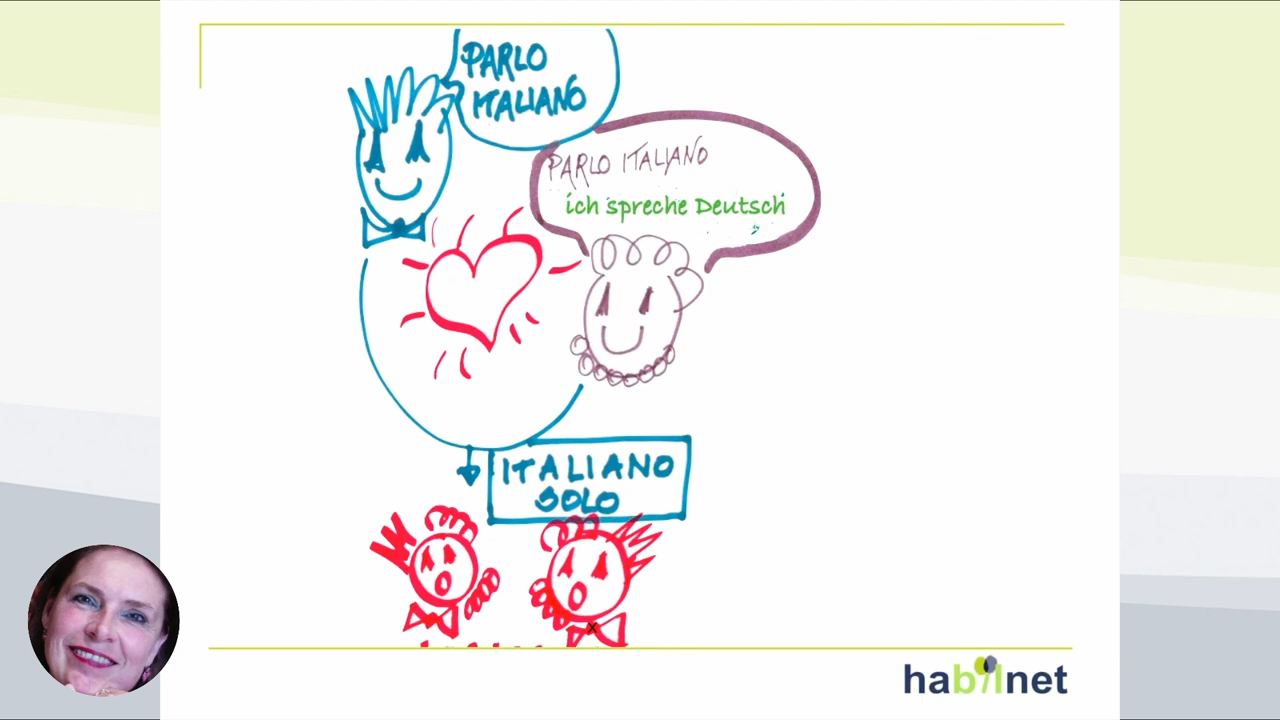 PARLO
ITALIANO
PARLO ITALIANO
ich spreche Deutsch
ITALIANO
SOLO
x
habilnet